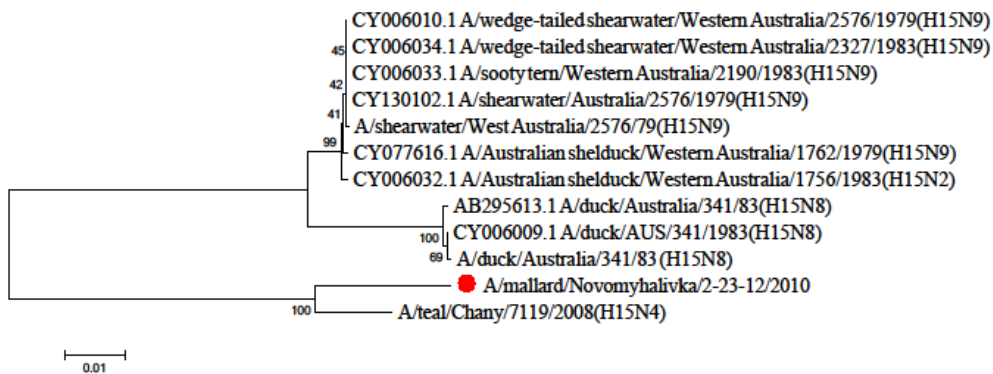 CY006010.1 A/wedge-tailed shearwater/Western Australia/2576/1979(H15N9)
45
CY006034.1 A/wedge-tailed shearwater/Western Australia/2327/1983(H15N9)
CY006033.1 A/sooty tern/Western Australia/2190/1983(H15N9)
42
CY130102.1 A/shearwater/Australia/2576/1979(H15N9)
41
A/shearwater/West Australia/2576/79(H15N9)
99
CY077616.1 A/Australian shelduck/Western Australia/1762/1979(H15N9)
CY006032.1 A/Australian shelduck/Western Australia/1756/1983(H15N2)
AB295613.1 A/duck/Australia/341/83(H15N8)
100
CY006009.1 A/duck/AUS/341/1983(H15N8)
69
A/duck/Australia/341/83 (H15N8)
A/mallard/Novomyhalivka/2-23-12/2010
100
A/teal/Chany/7119/2008(H15N4)
0.01